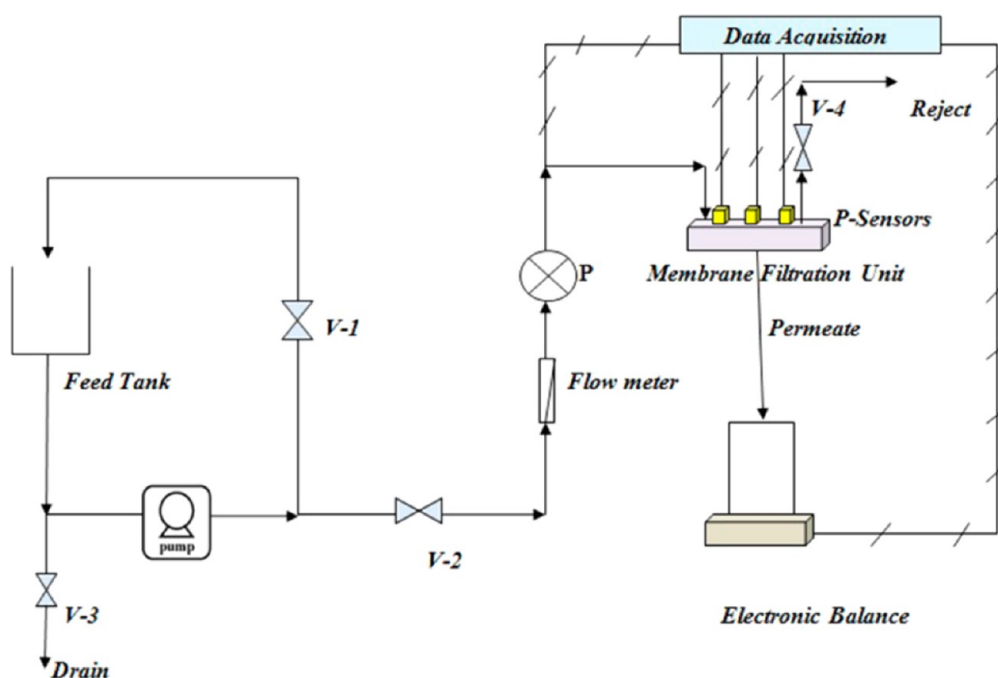 Data Acquisition
V-4
Reject
P-Sensors
P
Membrane Filtration Unit
V-1
Permeate
Feed Tank
Flow meter
pump
V-2
V-3
Electronic Balance
Drain